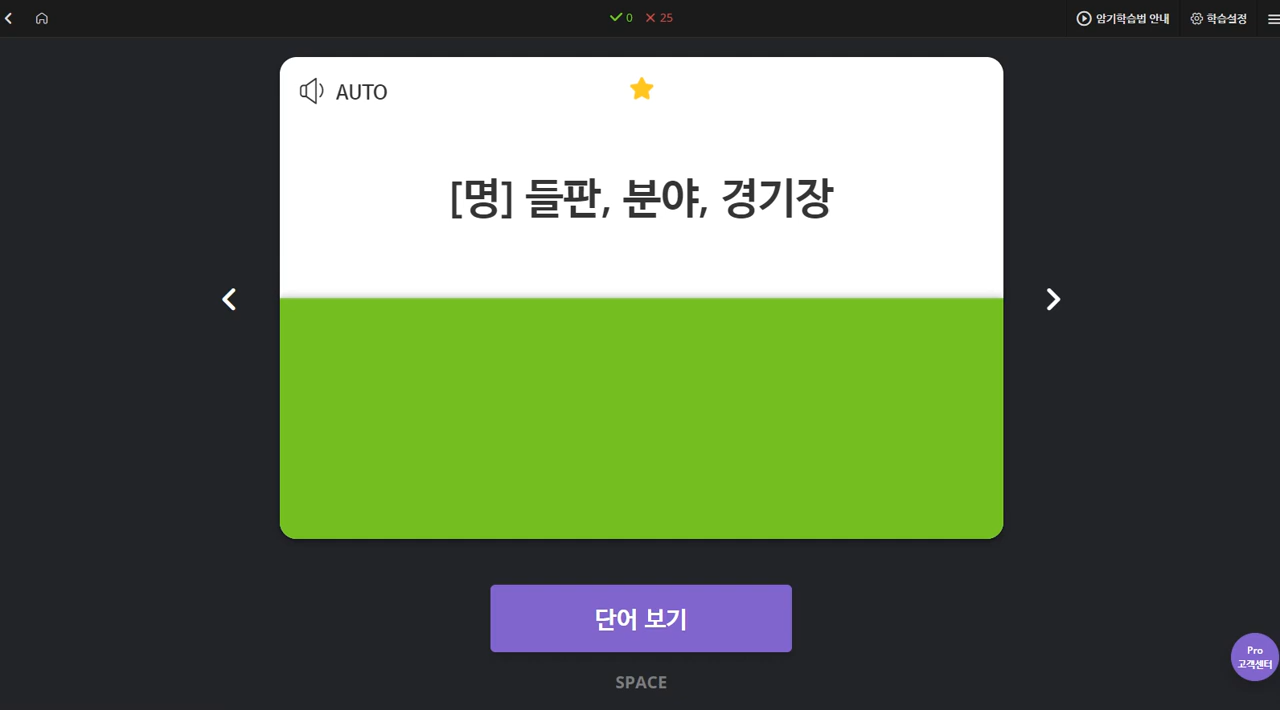 0 25
암기학습법 안내
학습설정
AUTO
[명] 들판, 분야, 경기장
단어 보기
SPACE
Pro
고객센터